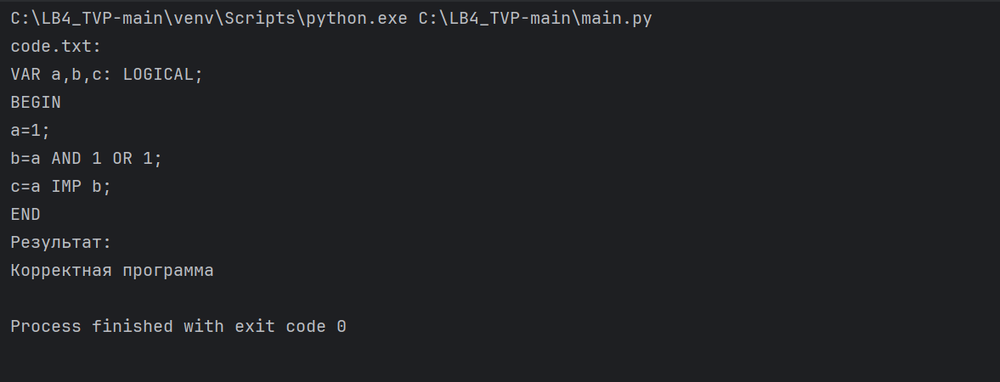 C:\LB4_TVP-main\venv\Scripts\python.exe C:\LB4_TVP-main\main.py
code.txt:
VAR a,b,c: LOGICAL;
BEGIN
a=1;
b=a AND 1 OR 1;
c=a IMP b;
END
Результат:
Корректная программа
Process finished with exit code 0